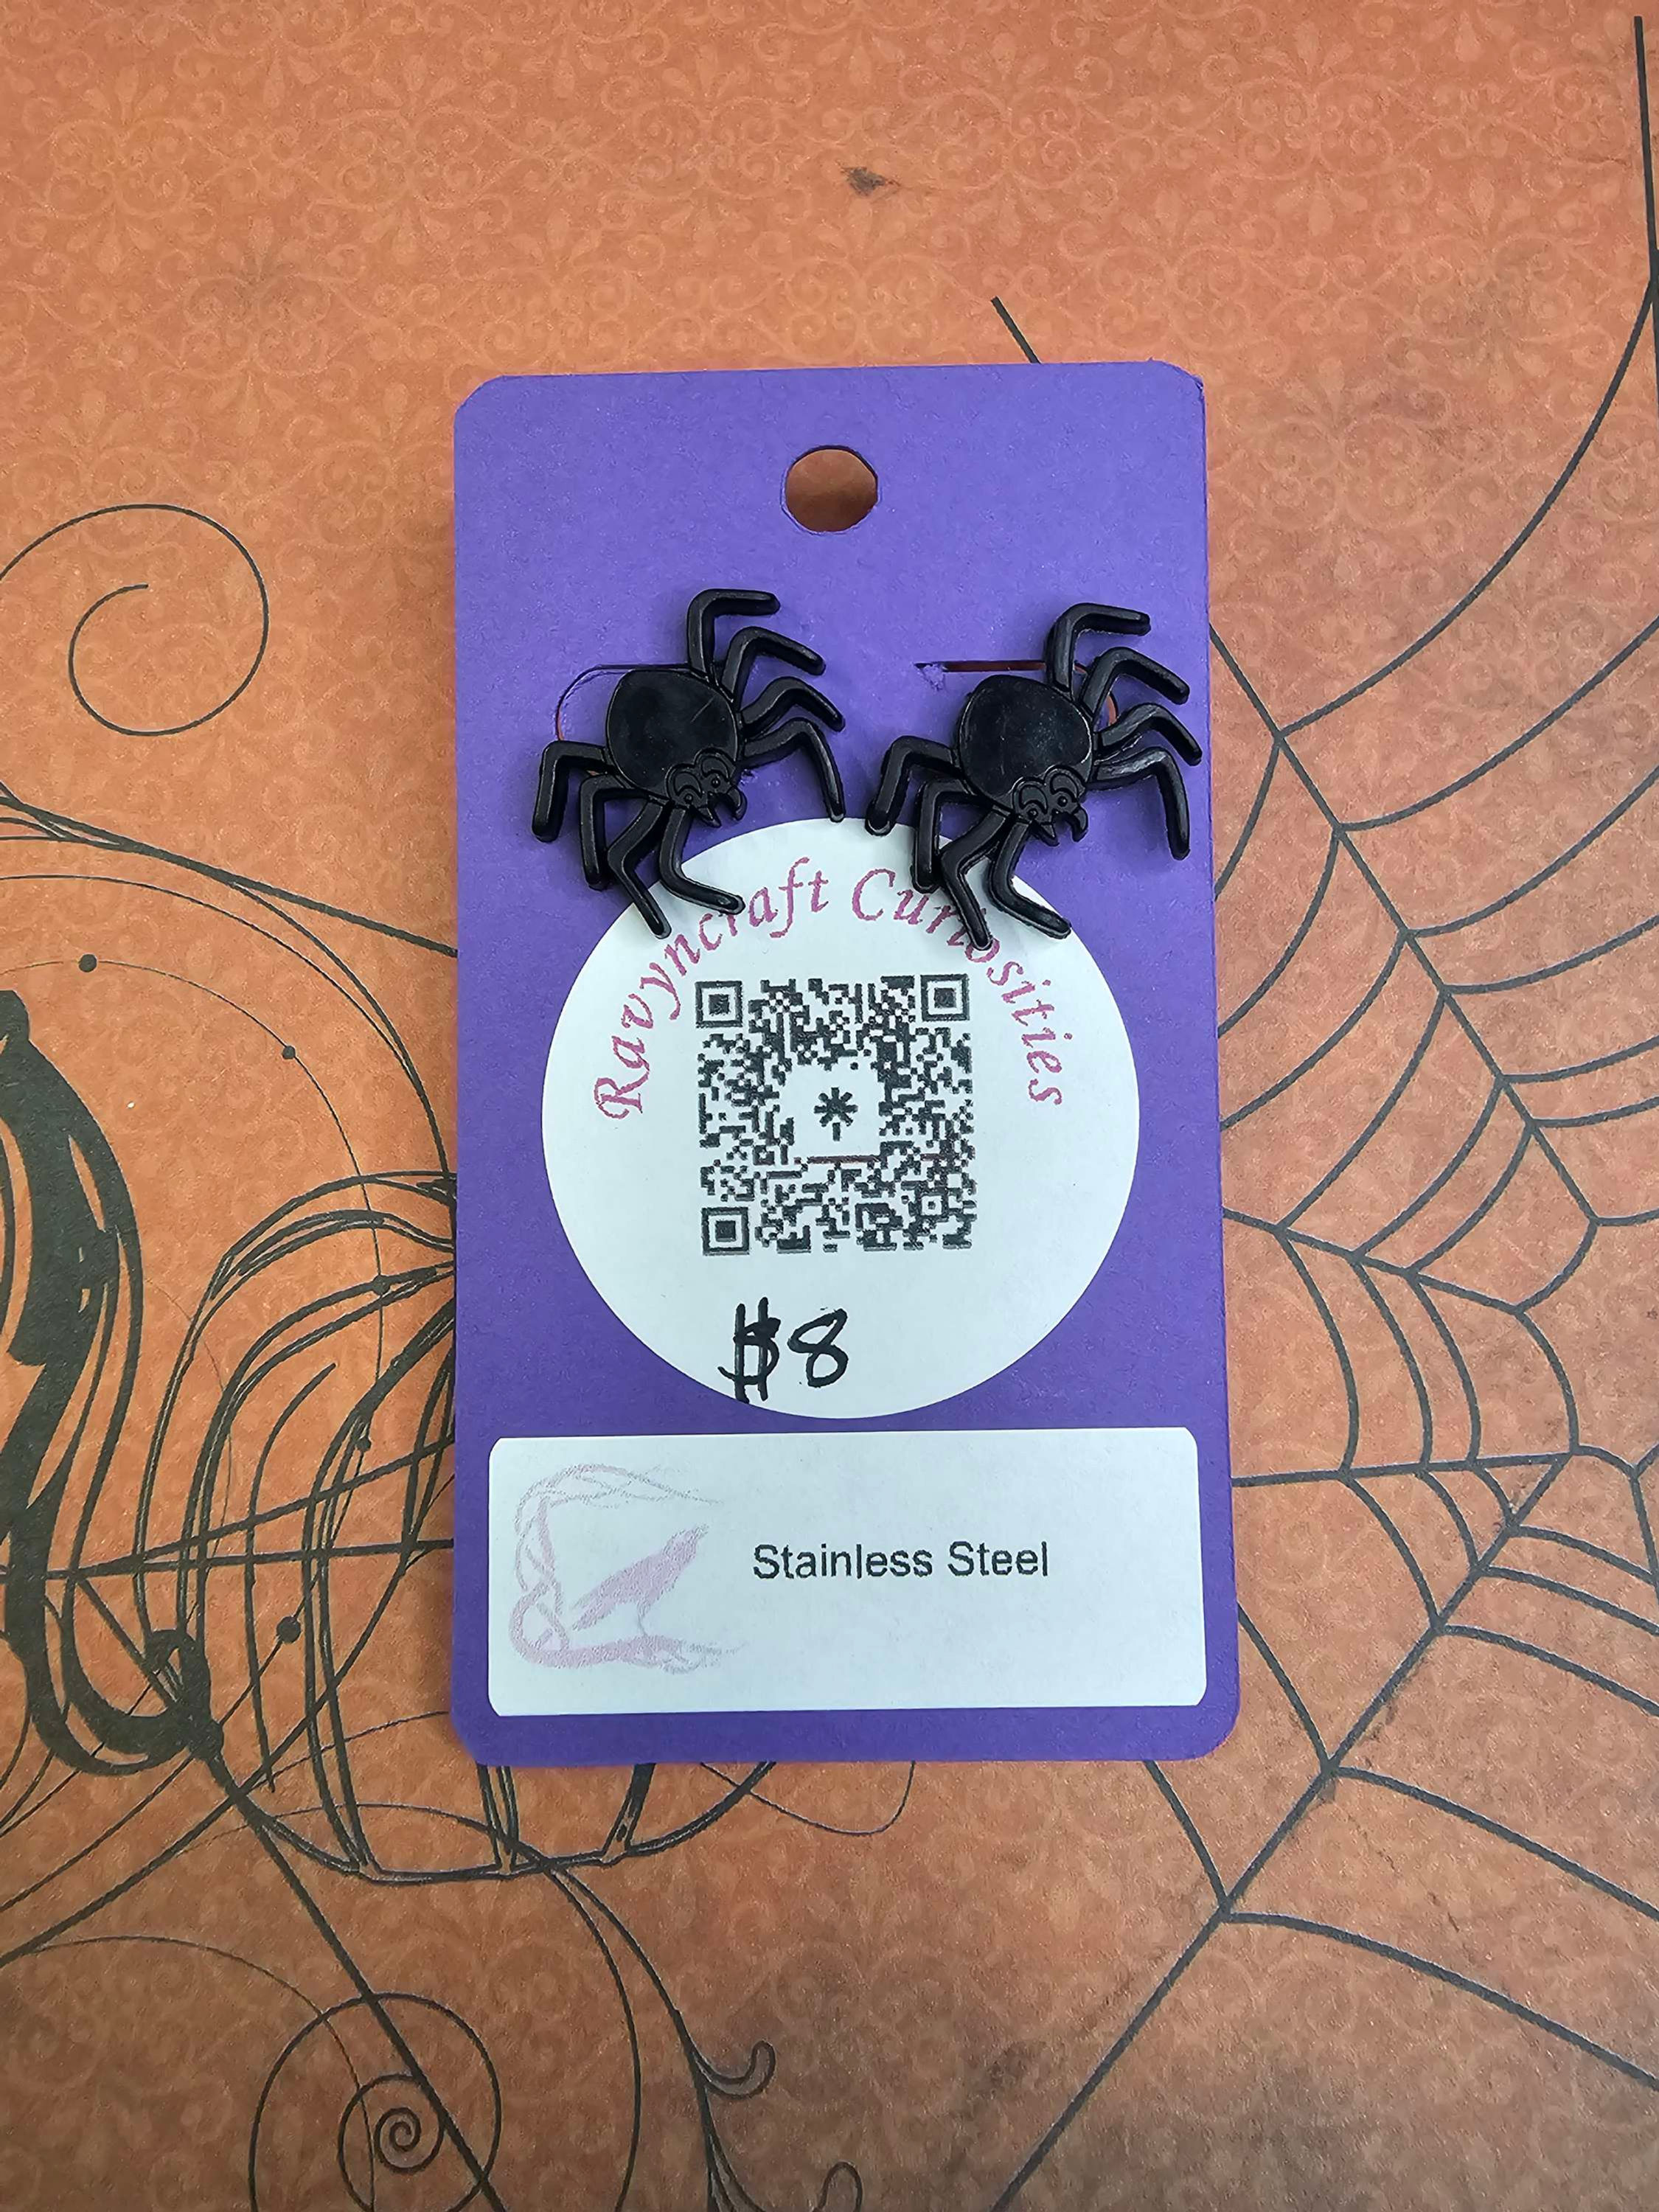 Ravyncraft Curiosities
$8
Stainless Steel